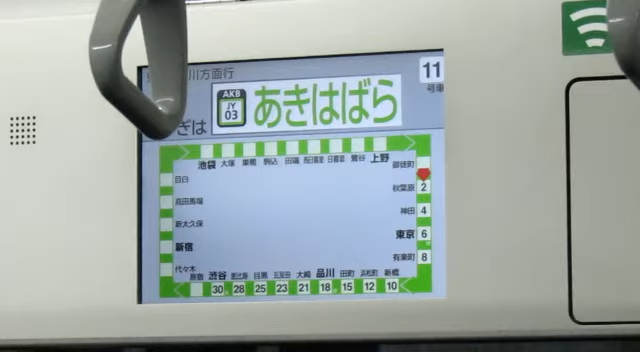 川方面行
11
号車
AKB
JY
03
ぎは
あきはばら
池袋 大塚 巣鴨 駒込 田端 西日暮里 日暮里 鶯谷 上野
御徒町
目白
秋葉原 2
高田馬場
神田 4
新大久保
東京 6
新宿
有楽町 8
代々木
原宿 渋谷 恵比寿 目黒 五反田 大崎 品川 田町 浜松町 新橋
30 28 25 23 21 18 15 12 10